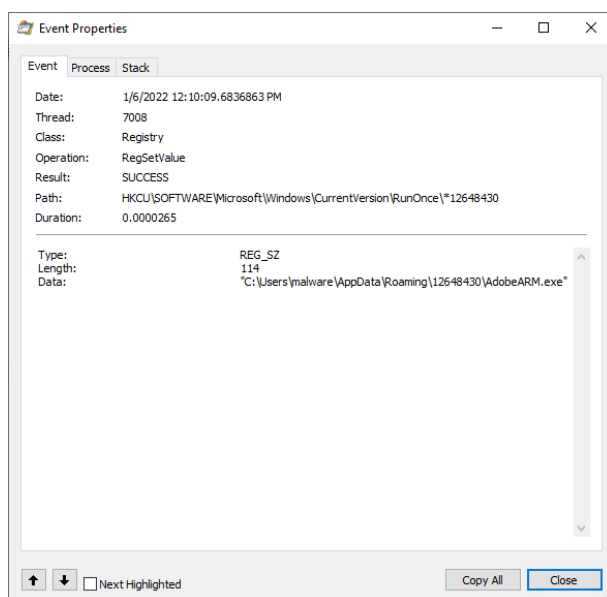 Event Properties
Event Process Stack
Date: 1/6/2022 12:10:09.6836863 PM
Thread: 7008
Class: Registry
Operation: RegSetValue
Result: SUCCESS
Path: HKCU\SOFTWARE\Microsoft\Windows\CurrentVersion\RunOnce\*12648430
Duration: 0.0000265
Type: REG_SZ
Length: 114
Data: "C:\Users\malware\AppData\Roaming\12648430\AdobeARM.exe"
Next Highlighted Copy All Close